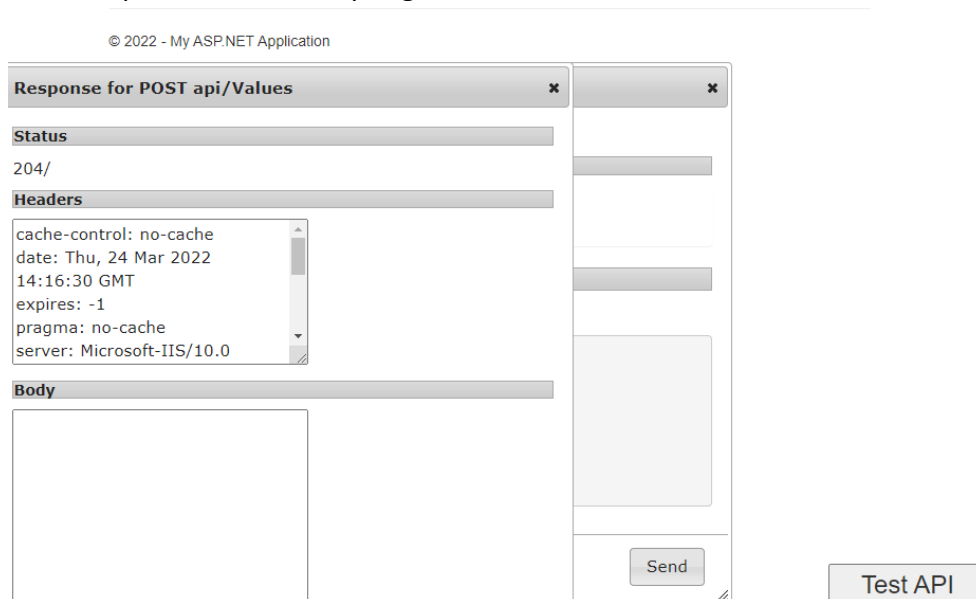 © 2022 - My ASP.NET Application
Response for POST api/Values
Status
204/
Headers
cache-control: no-cache
date: Thu, 24 Mar 2022
14:16:30 GMT
expires: -1
pragma: no-cache
server: Microsoft-IIS/10.0
Body
Send
Test API